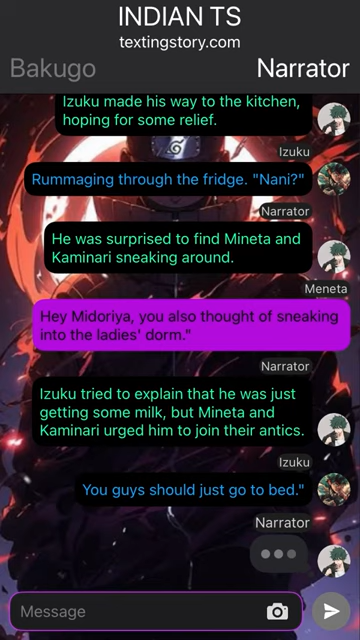 INDIAN TS
textingstory.com
Bakugo
Narrator
Izuku made his way to the kitchen,
hoping for some relief.
Izuku
Rummaging through the fridge. "Nani?"
Narrator
He was surprised to find Mineta and
Kaminari sneaking around.
Meneta
Hey Midoriya, you also thought of sneaking
into the ladies' dorm."
Narrator
Izuku tried to explain that he was just
getting some milk, but Mineta and
Kaminari urged him to join their antics.
Izuku
You guys should just go to bed."
Narrator
Message